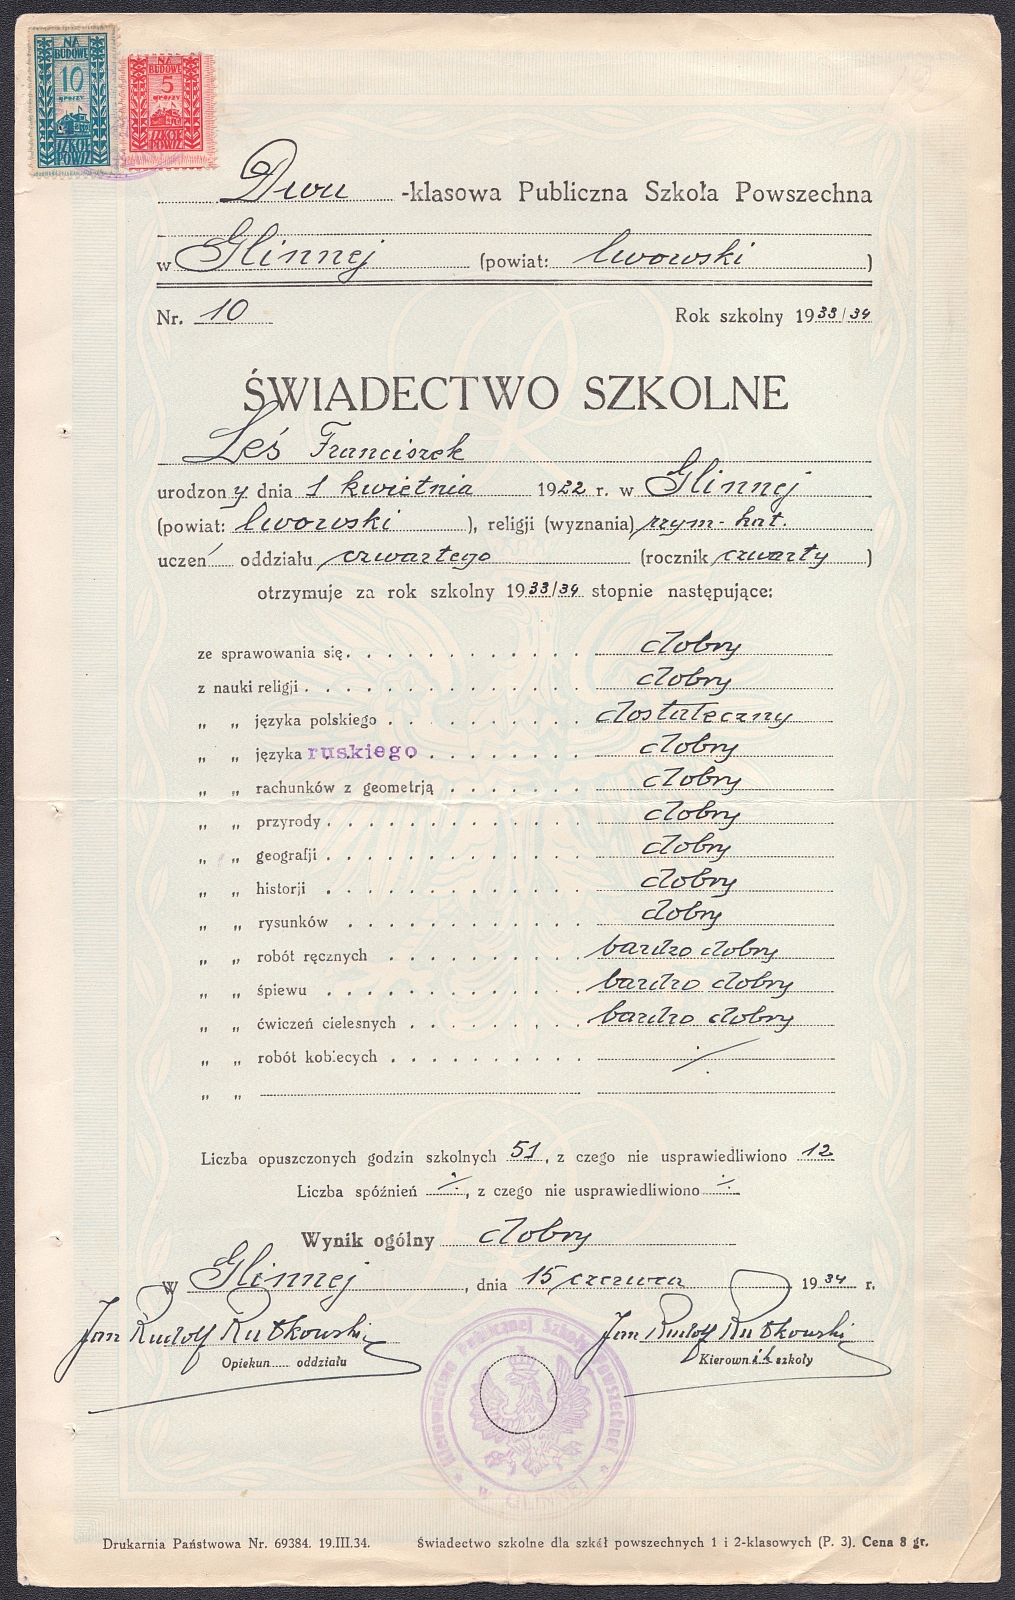 NA BUDOWĘ 10 groszy SZKÓŁ POWSZ.
NA BUDOWĘ 5 groszy SZKÓŁ POWSZ.
Dwu -klasowa Publiczna Szkoła Powszechna
w Glinnej (powiat: lwowski )
Nr. 10 Rok szkolny 1933/34
ŚWIADECTWO SZKOLNE
Leś Franciszek
urodzony dnia 1 kwietnia 1922 r. w Glinnej
(powiat: lwowski ), religji (wyznania) rzym-kat.
uczeń oddziału czwartego (rocznik czwarty )
otrzymuje za rok szkolny 1933/34 stopnie następujące:
ze sprawowania się . . . . . . . . . . . . dobry
z nauki religji . . . . . . . . . . . . . . dobry
„ „ języka polskiego . . . . . . . . . . dostateczny
„ „ języka ruskiego . . . . . . . . dobry
„ „ rachunków z geometrją . . . . . . . dobry
„ „ przyrody . . . . . . . . . . . . . dobry
„ „ geografji . . . . . . . . . . . . . dobry
„ „ historji . . . . . . . . . . . . . dobry
„ „ rysunków . . . . . . . . . . . . dobry
„ „ robót ręcznych . . . . . . . . . . bardzo dobry
„ „ śpiewu . . . . . . . . . . . . . bardzo dobry
„ „ ćwiczeń cielesnych . . . . . . . . . bardzo dobry
„ „ robót kobiecych . . . . . . . . . . ⁒
„ „
Liczba opuszczonych godzin szkolnych 51, z czego nie usprawiedliwiono 12
Liczba spóźnień ⁒, z czego nie usprawiedliwiono ⁒
Wynik ogólny dobry
w Glinnej, dnia 15 czerwca 1934 r.
Jan Rudolf Rutkowski Jan Rudolf Rutkowski
Opiekun oddziału Kierownik szkoły
Kierownictwo Publicznej Szkoły Powszechnej * w GLINNEJ *
Drukarnia Państwowa Nr. 69384. 19.III.34. Świadectwo szkolne dla szkół powszechnych 1 i 2-klasowych (P. 3). Cena 8 gr.